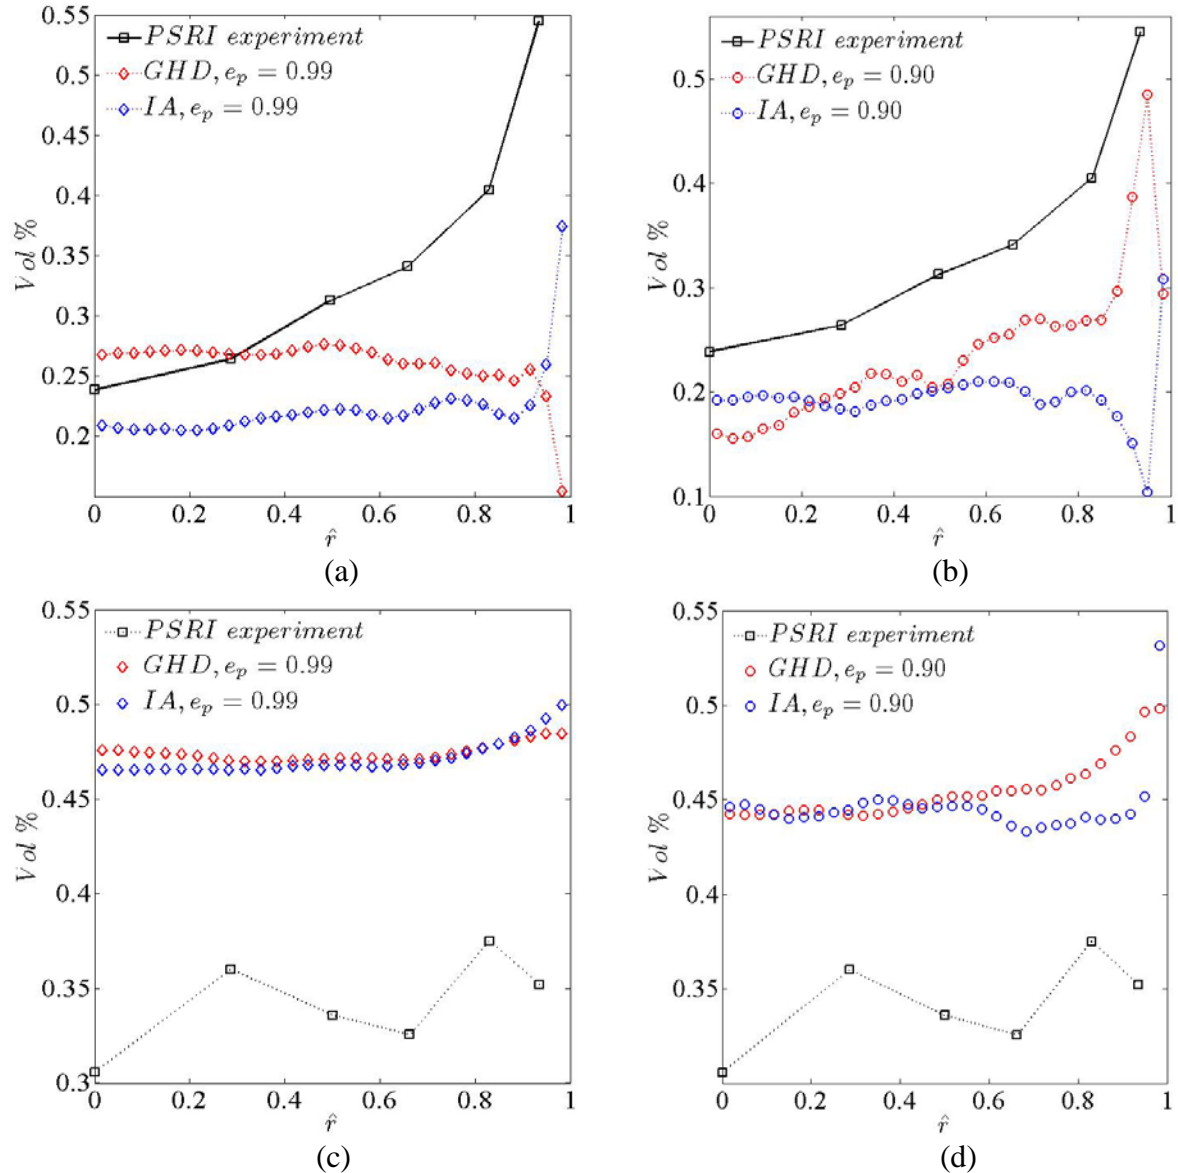 0.55
0.5
0.45
0.4
0.35
0.3
0.25
0.2
Vol %
PSRI experiment
GHD, e_p = 0.99
IA, e_p = 0.99
0 0.2 0.4 0.6 0.8 1
r̂
(a)
0.5
0.4
0.3
0.2
0.1
Vol %
PSRI experiment
GHD, e_p = 0.90
IA, e_p = 0.90
0 0.2 0.4 0.6 0.8 1
r̂
(b)
0.55
0.5
0.45
0.4
0.35
0.3
Vol %
PSRI experiment
GHD, e_p = 0.99
IA, e_p = 0.99
0 0.2 0.4 0.6 0.8 1
r̂
(c)
0.55
0.5
0.45
0.4
0.35
Vol %
PSRI experiment
GHD, e_p = 0.90
IA, e_p = 0.90
0 0.2 0.4 0.6 0.8 1
r̂
(d)